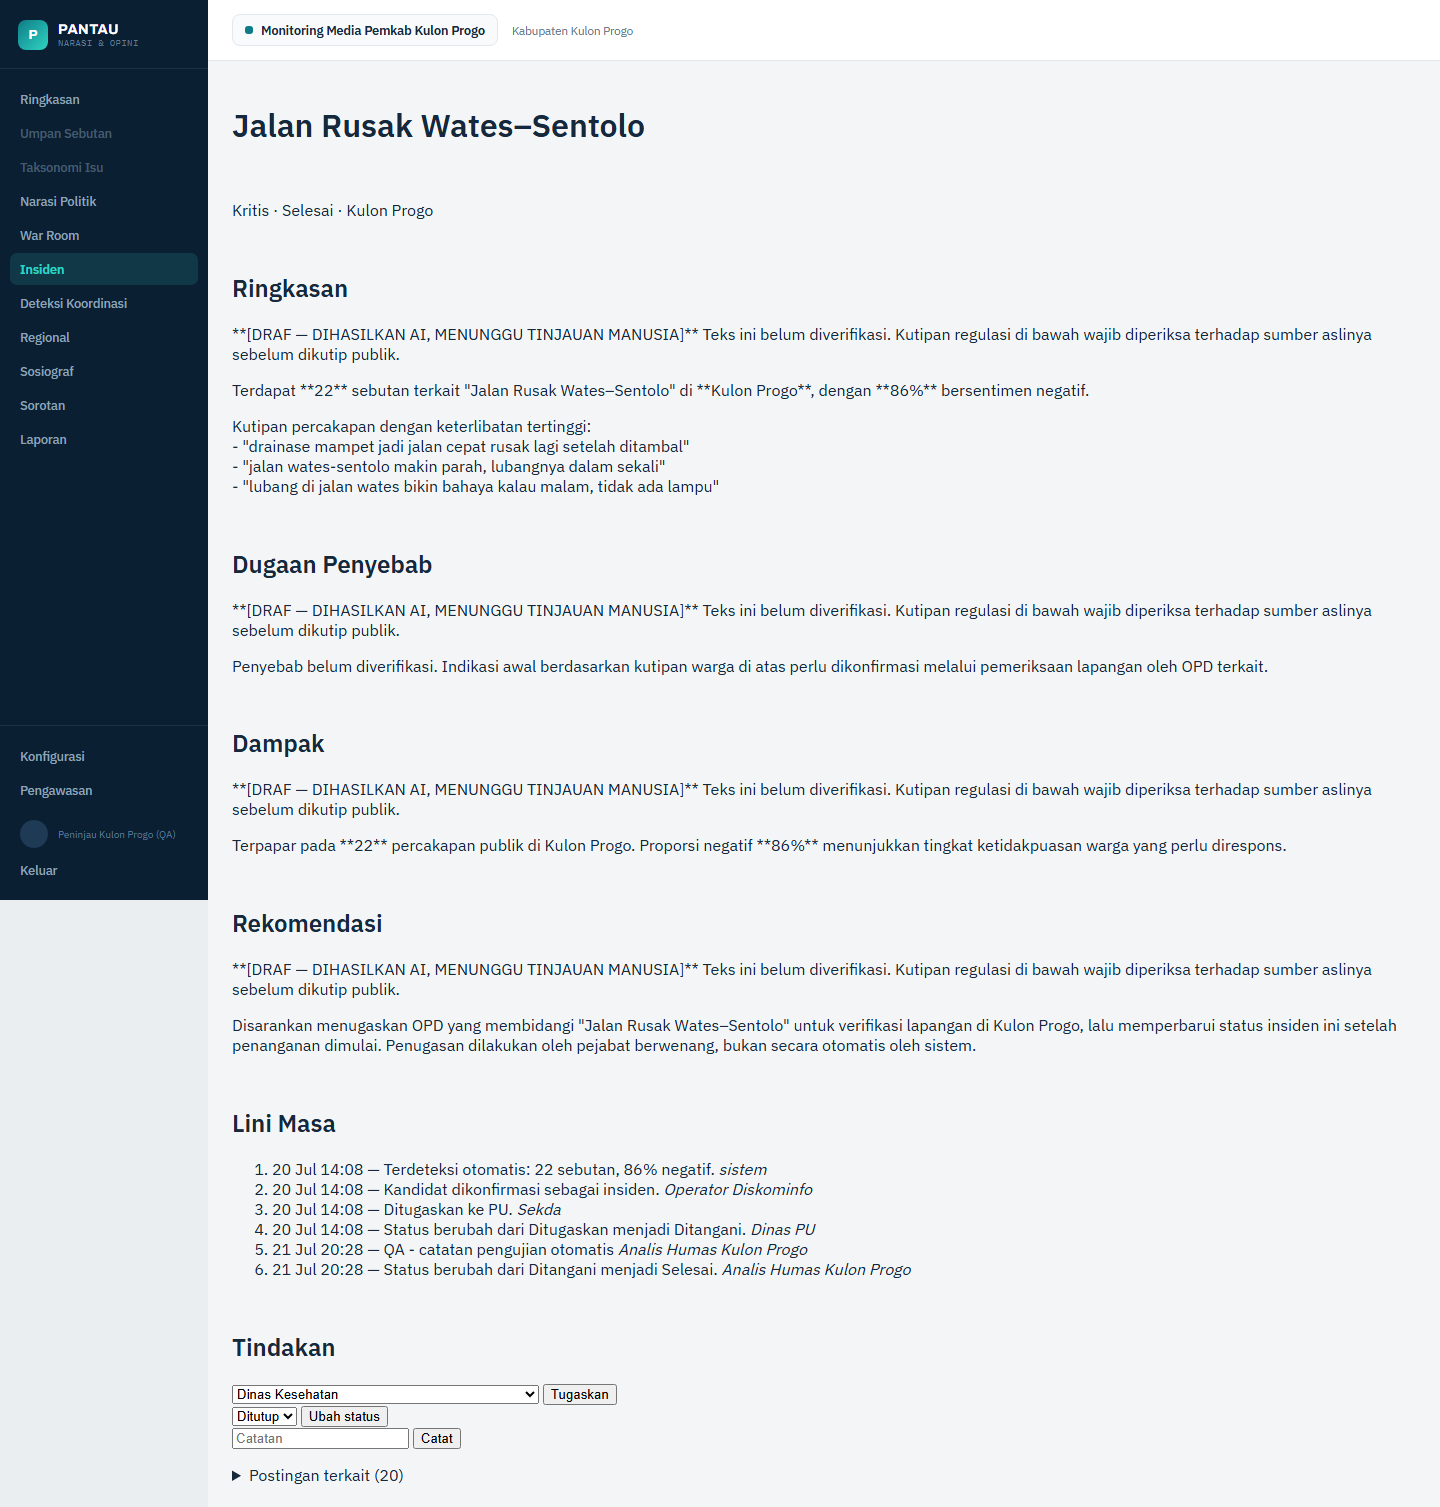 P
PANTAU
NARASI & OPINI
Ringkasan
Umpan Sebutan
Taksonomi Isu
Narasi Politik
War Room
Insiden
Deteksi Koordinasi
Regional
Sosiograf
Sorotan
Laporan
Konfigurasi
Pengawasan
Peninjau Kulon Progo (QA)
Keluar
Monitoring Media Pemkab Kulon Progo
Kabupaten Kulon Progo
Jalan Rusak Wates–Sentolo
Kritis · Selesai · Kulon Progo
Ringkasan
**[DRAF — DIHASILKAN AI, MENUNGGU TINJAUAN MANUSIA]** Teks ini belum diverifikasi. Kutipan regulasi di bawah wajib diperiksa terhadap sumber aslinya
sebelum dikutip publik.
Terdapat **22** sebutan terkait "Jalan Rusak Wates–Sentolo" di **Kulon Progo**, dengan **86%** bersentimen negatif.
Kutipan percakapan dengan keterlibatan tertinggi:
- "drainase mampet jadi jalan cepat rusak lagi setelah ditambal"
- "jalan wates-sentolo makin parah, lubangnya dalam sekali"
- "lubang di jalan wates bikin bahaya kalau malam, tidak ada lampu"
Dugaan Penyebab
**[DRAF — DIHASILKAN AI, MENUNGGU TINJAUAN MANUSIA]** Teks ini belum diverifikasi. Kutipan regulasi di bawah wajib diperiksa terhadap sumber aslinya
sebelum dikutip publik.
Penyebab belum diverifikasi. Indikasi awal berdasarkan kutipan warga di atas perlu dikonfirmasi melalui pemeriksaan lapangan oleh OPD terkait.
Dampak
**[DRAF — DIHASILKAN AI, MENUNGGU TINJAUAN MANUSIA]** Teks ini belum diverifikasi. Kutipan regulasi di bawah wajib diperiksa terhadap sumber aslinya
sebelum dikutip publik.
Terpapar pada **22** percakapan publik di Kulon Progo. Proporsi negatif **86%** menunjukkan tingkat ketidakpuasan warga yang perlu direspons.
Rekomendasi
**[DRAF — DIHASILKAN AI, MENUNGGU TINJAUAN MANUSIA]** Teks ini belum diverifikasi. Kutipan regulasi di bawah wajib diperiksa terhadap sumber aslinya
sebelum dikutip publik.
Disarankan menugaskan OPD yang membidangi "Jalan Rusak Wates–Sentolo" untuk verifikasi lapangan di Kulon Progo, lalu memperbarui status insiden ini setelah
penanganan dimulai. Penugasan dilakukan oleh pejabat berwenang, bukan secara otomatis oleh sistem.
Lini Masa
1. 20 Jul 14:08 — Terdeteksi otomatis: 22 sebutan, 86% negatif. sistem
2. 20 Jul 14:08 — Kandidat dikonfirmasi sebagai insiden. Operator Diskominfo
3. 20 Jul 14:08 — Ditugaskan ke PU. Sekda
4. 20 Jul 14:08 — Status berubah dari Ditugaskan menjadi Ditangani. Dinas PU
5. 21 Jul 20:28 — QA - catatan pengujian otomatis Analis Humas Kulon Progo
6. 21 Jul 20:28 — Status berubah dari Ditangani menjadi Selesai. Analis Humas Kulon Progo
Tindakan
Dinas Kesehatan Tugaskan
Ditutup Ubah status
Catatan Catat
Postingan terkait (20)